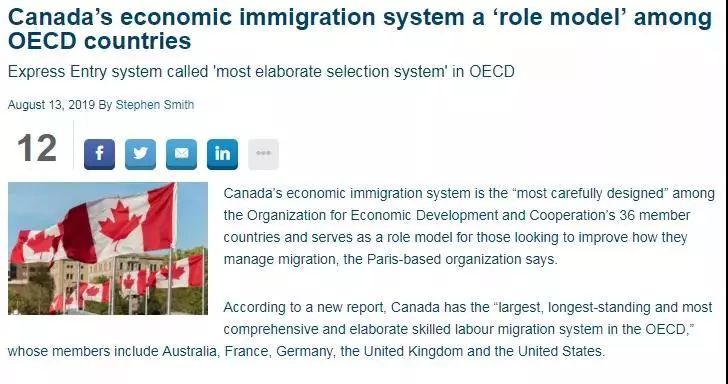 Canada’s economic immigration system a ‘role model’ among
OECD countries
Express Entry system called 'most elaborate selection system' in OECD
August 13, 2019 By Stephen Smith
12
f
in
Canada’s economic immigration system is the “most carefully designed” among
the Organization for Economic Development and Cooperation’s 36 member
countries and serves as a role model for those looking to improve how they
manage migration, the Paris-based organization says.
According to a new report, Canada has the “largest, longest-standing and most
comprehensive and elaborate skilled labour migration system in the OECD,”
whose members include Australia, France, Germany, the United Kingdom and the United States.